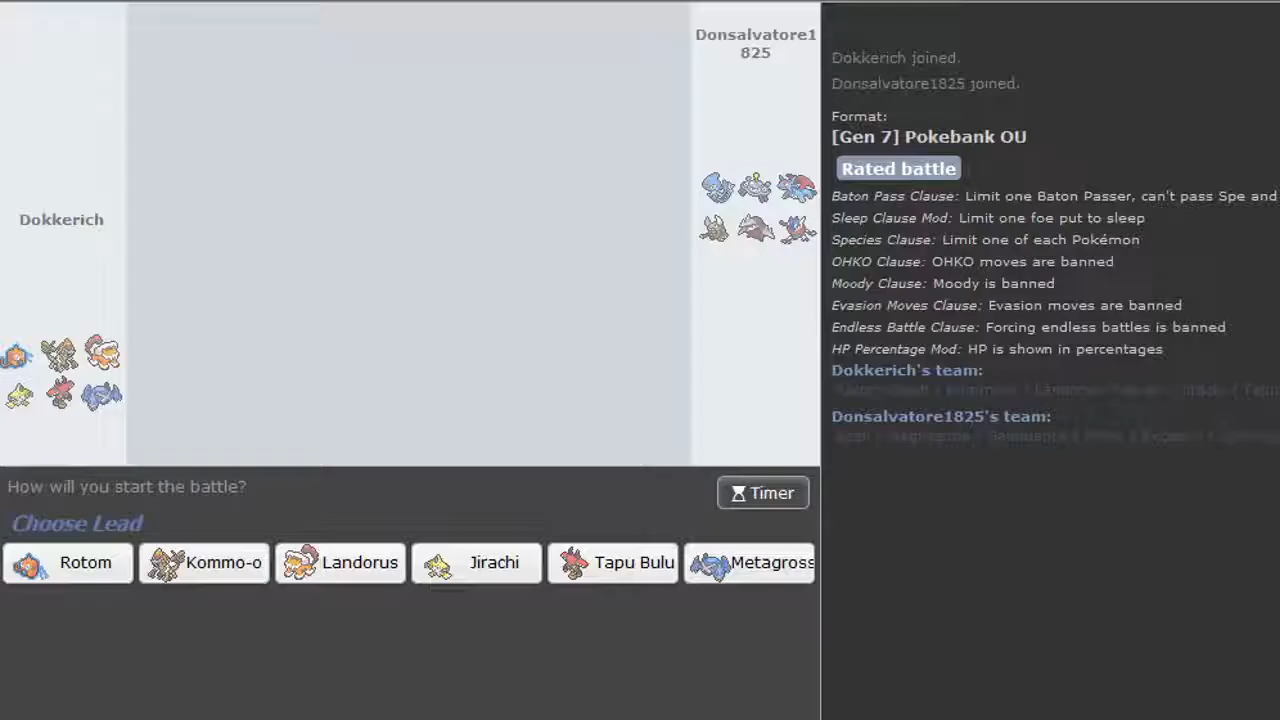 Donsalvatore1
825
Dokkerich
Dokkerich joined.
Donsalvatore1825 joined.
Format:
[Gen 7] Pokebank OU
Rated battle
Baton Pass Clause: Limit one Baton Passer, can't pass Spe and
Sleep Clause Mod: Limit one foe put to sleep
Species Clause: Limit one of each Pokémon
OHKO Clause: OHKO moves are banned
Moody Clause: Moody is banned
Evasion Moves Clause: Evasion moves are banned
Endless Battle Clause: Forcing endless battles is banned
HP Percentage Mod: HP is shown in percentages
Dokkerich's team:
Donsalvatore1825's team:
How will you start the battle?
Timer
Choose Lead
Rotom
Kommo-o
Landorus
Jirachi
Tapu Bulu
Metagross